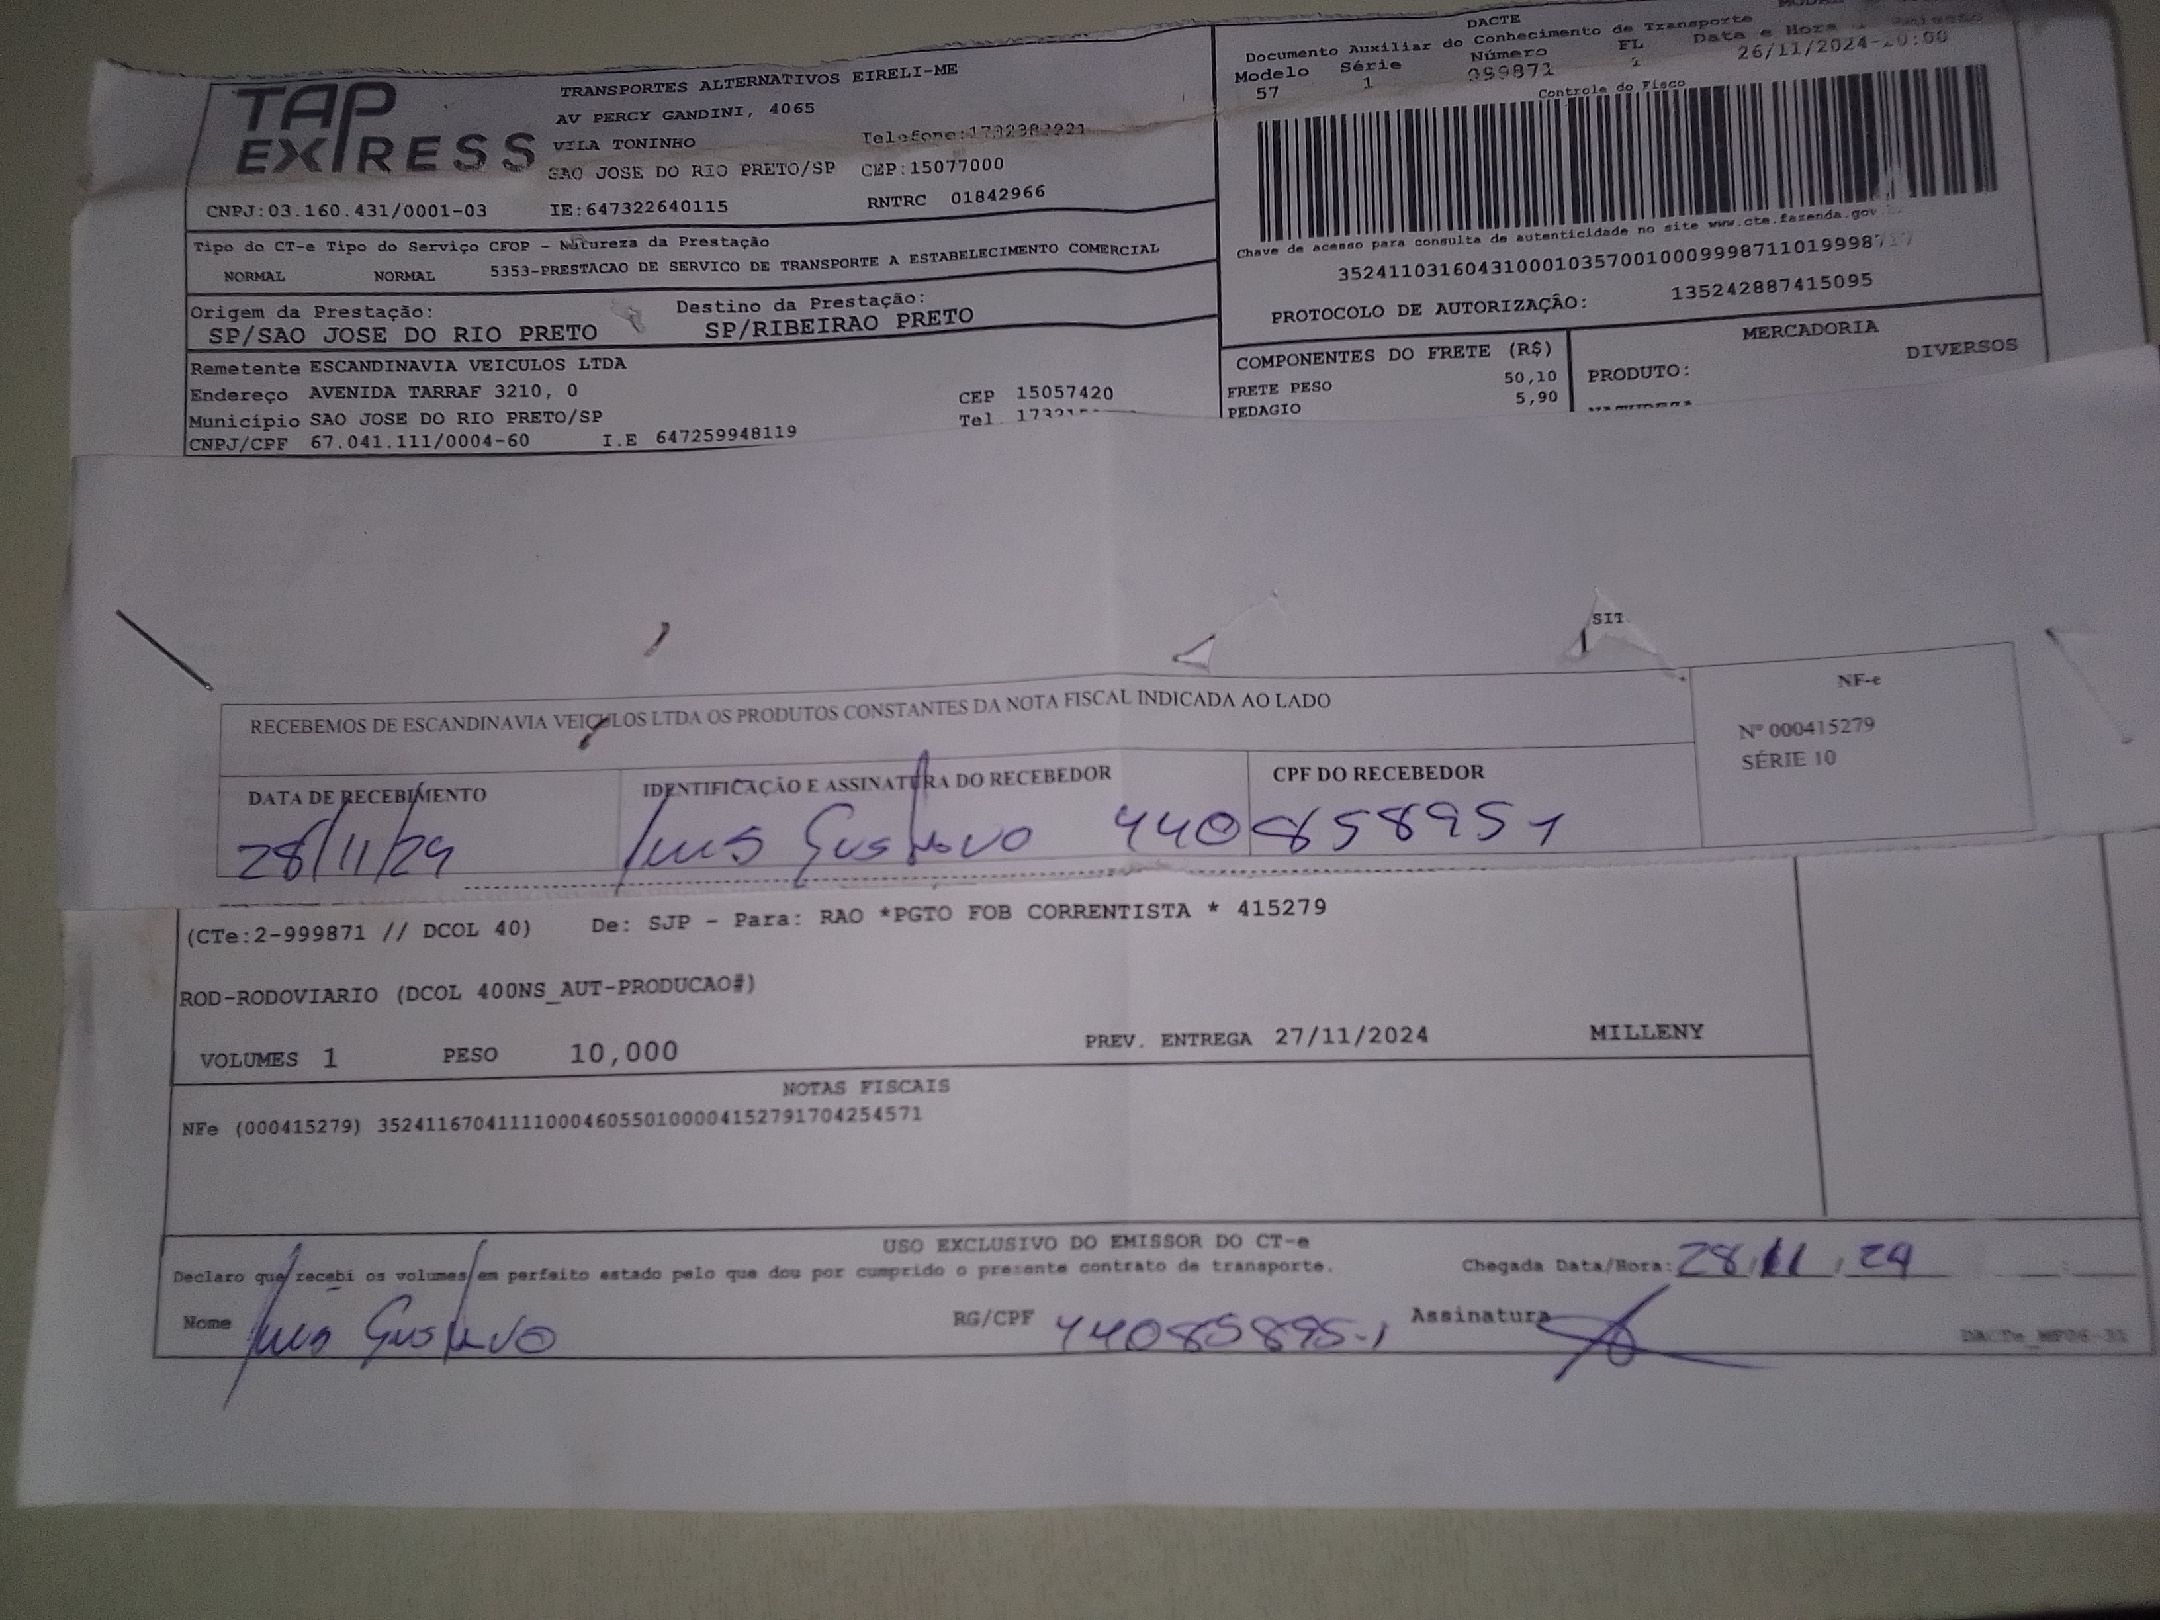 DACTE
Documento Auxiliar do Conhecimento de Transporte
Modelo Série Número FL Data e Hora
57 1 999871 1 26/11/2024-20:00
Controle do Fisco
TAP EXPRESS
TRANSPORTES ALTERNATIVOS EIRELI-ME
AV PERCY GANDINI, 4065
VILA TONINHO Telefone:1732382921
SAO JOSE DO RIO PRETO/SP CEP:15077000
CNPJ:03.160.431/0001-03 IE:647322640115 RNTRC 01842966
Chave de acesso para consulta de autenticidade no site www.cte.fazenda.gov
Tipo do CT-e Tipo do Serviço CFOP - Natureza da Prestação
NORMAL NORMAL 5353-PRESTACAO DE SERVICO DE TRANSPORTE A ESTABELECIMENTO COMERCIAL
PROTOCOLO DE AUTORIZAÇÃO: 135242887415095
Origem da Prestação: Destino da Prestação:
SP/SAO JOSE DO RIO PRETO SP/RIBEIRAO PRETO
Remetente ESCANDINAVIA VEICULOS LTDA
Endereço AVENIDA TARRAF 3210, 0 CEP 15057420
Município SAO JOSE DO RIO PRETO/SP Tel
CNPJ/CPF 67.041.111/0004-60 I.E 647259948119
COMPONENTES DO FRETE (R$)
FRETE PESO 50,10
PEDAGIO 5,90
MERCADORIA
PRODUTO: DIVERSOS
SIT
RECEBEMOS DE ESCANDINAVIA VEICULOS LTDA OS PRODUTOS CONSTANTES DA NOTA FISCAL INDICADA AO LADO
NF-e
Nº 000415279
SÉRIE 10
DATA DE RECEBIMENTO IDENTIFICAÇÃO E ASSINATURA DO RECEBEDOR CPF DO RECEBEDOR
28/11/24 Luis Gustavo 440858951
(CTe:2-999871 // DCOL 40) De: SJP - Para: RAO *PGTO FOB CORRENTISTA * 415279
ROD-RODOVIARIO (DCOL 400NS_AUT-PRODUCAO#)
VOLUMES 1 PESO 10,000 PREV. ENTREGA 27/11/2024 MILLENY
NOTAS FISCAIS
NFe (000415279) 35241167041111000460550100004152791704254571
USO EXCLUSIVO DO EMISSOR DO CT-e
Declaro que recebi os volumes em perfeito estado pelo que dou por cumprido o presente contrato de transporte. Chegada Data/Hora: 28/11/24
Nome Luis Gustavo RG/CPF 44085895-1 Assinatura